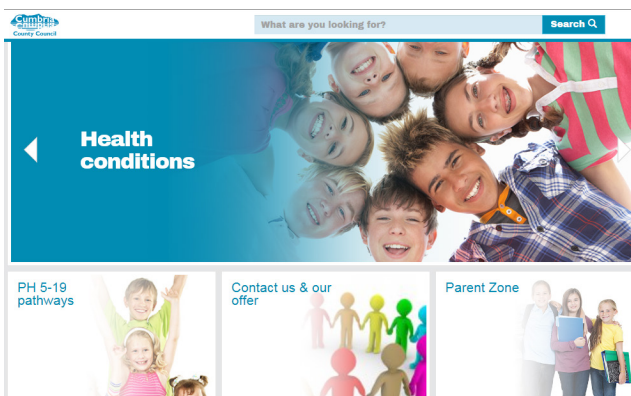 Cumbria
County Council
What are you looking for?
Search
Health
conditions
PH 5-19
pathways
Contact us & our
offer
Parent Zone